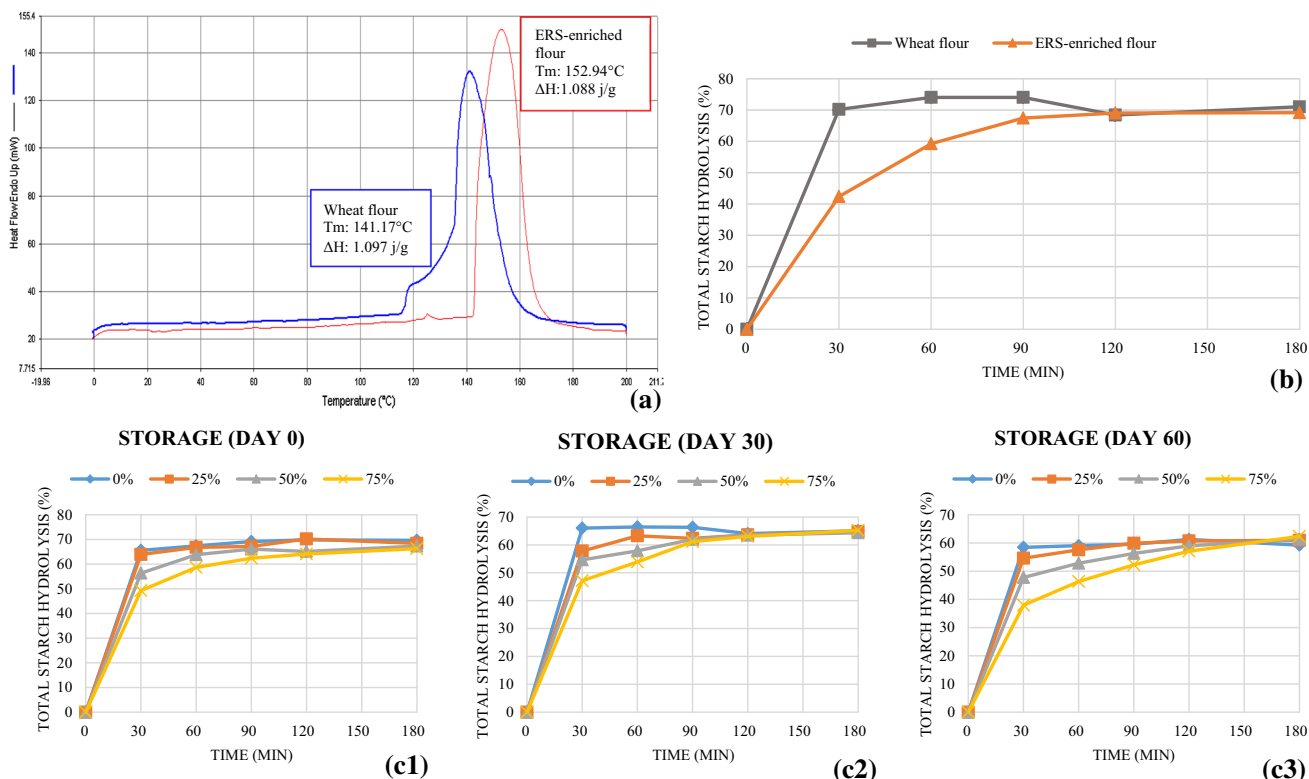 155.4
140
120
100
80
60
40
20
7.715
Heat Flow Endo Up (mW)
ERS-enriched
flour
Tm: 152.94°C
ΔH:1.088 j/g
Wheat flour
Tm: 141.17°C
ΔH: 1.097 j/g
-19.98 0 20 40 60 80 100 120 140 160 180 200
Temperature (°C)
(a)
Wheat flour ERS-enriched flour
TOTAL STARCH HYDROLYSIS (%)
80
70
60
50
40
30
20
10
0
0 30 60 90 120 180
TIME (MIN)
(b)
STORAGE (DAY 0)
0% 25% 50% 75%
TOTAL STARCH HYDROLYSIS (%)
80
70
60
50
40
30
20
10
0
0 30 60 90 120 180
TIME (MIN)
(c1)
STORAGE (DAY 30)
0% 25% 50% 75%
TOTAL STARCH HYDROLYSIS (%)
70
60
50
40
30
20
10
0
0 30 60 90 120 180
TIME (MIN)
(c2)
STORAGE (DAY 60)
0% 25% 50% 75%
TOTAL STARCH HYDROLYSIS (%)
70
60
50
40
30
20
10
0
0 30 60 90 120 180
TIME (MIN)
(c3)